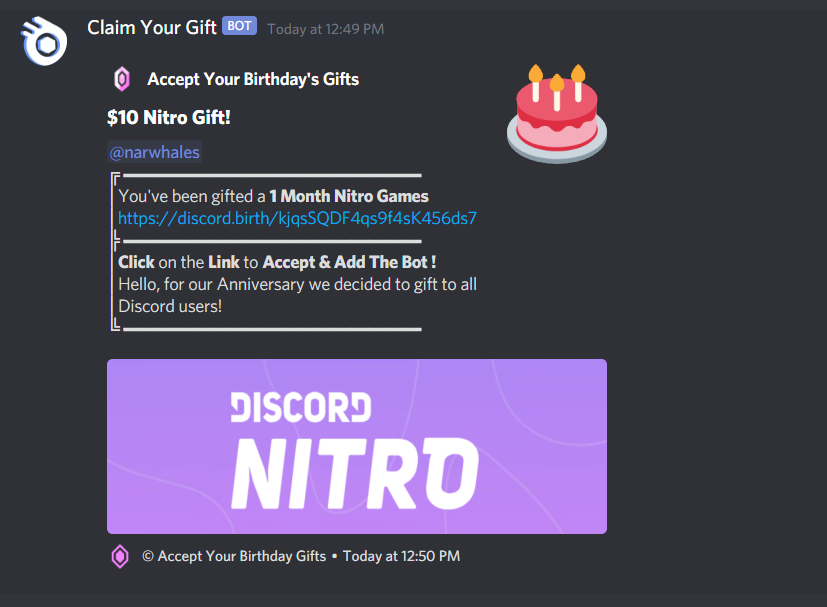 Claim Your Gift BOT Today at 12:49 PM
Accept Your Birthday's Gifts
$10 Nitro Gift!
@narwhales
You've been gifted a 1 Month Nitro Games
https://discord.birth/kjqsSQDF4qs9f4sK456ds7
Click on the Link to Accept & Add The Bot !
Hello, for our Anniversary we decided to gift to all
Discord users!
DISCORD
NITRO
© Accept Your Birthday Gifts • Today at 12:50 PM